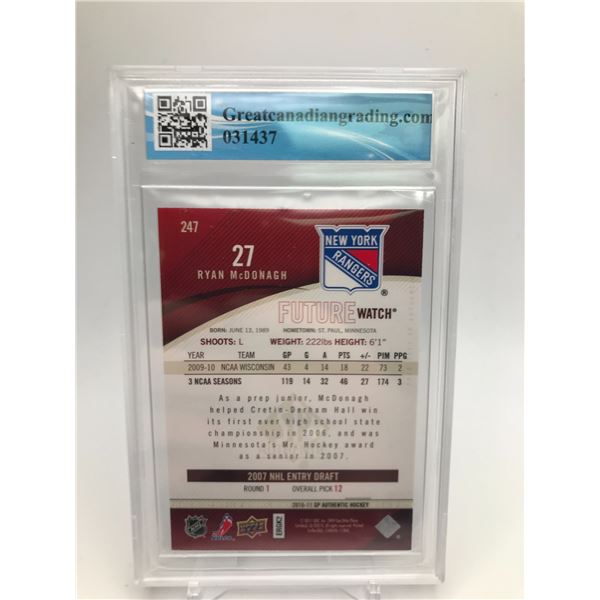 Greatcanadiangrading.com
031437
247
27
RYAN McDONAGH
NEW YORK
RANGERS
®
FUTURE WATCH®
BORN: JUNE 13, 1989 HOMETOWN: ST. PAUL, MINNESOTA
SHOOTS: L WEIGHT: 222lbs HEIGHT: 6'1"
YEAR TEAM GP G A PTS +/- PIM PPG
2009-10 NCAA WISCONSIN 43 4 14 18 22 73 2
3 NCAA SEASONS 119 14 32 46 27 174 3
As a prep junior, McDonagh
helped Cretin-Derham Hall win
its first ever high school state
championship in 2006, and was
Minnesota's Mr. Hockey award
as a senior in 2007.
2007 NHL ENTRY DRAFT
ROUND 1 OVERALL PICK 12
2010-11 SP AUTHENTIC HOCKEY
NHL
NHLPA
UPPER DECK